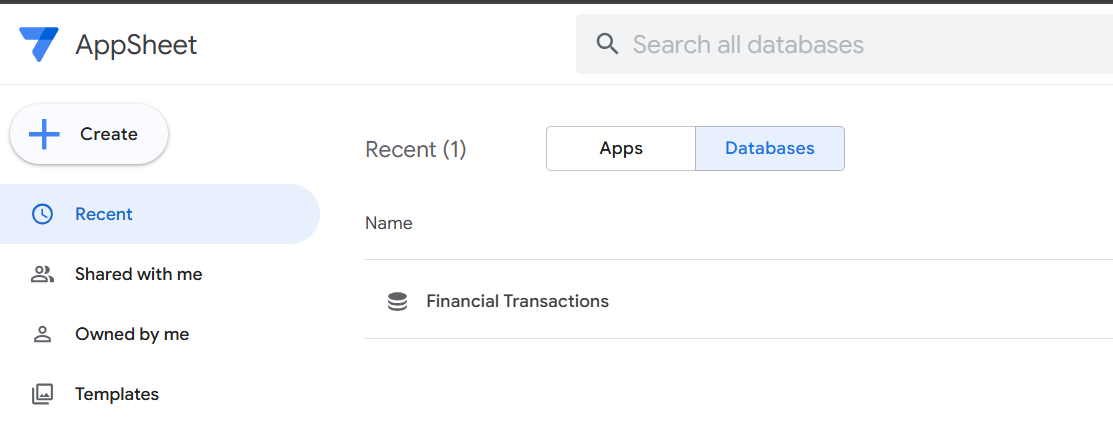 AppSheet
Search all databases
Create
Recent (1)
Apps
Databases
Recent
Name
Shared with me
Financial Transactions
Owned by me
Templates